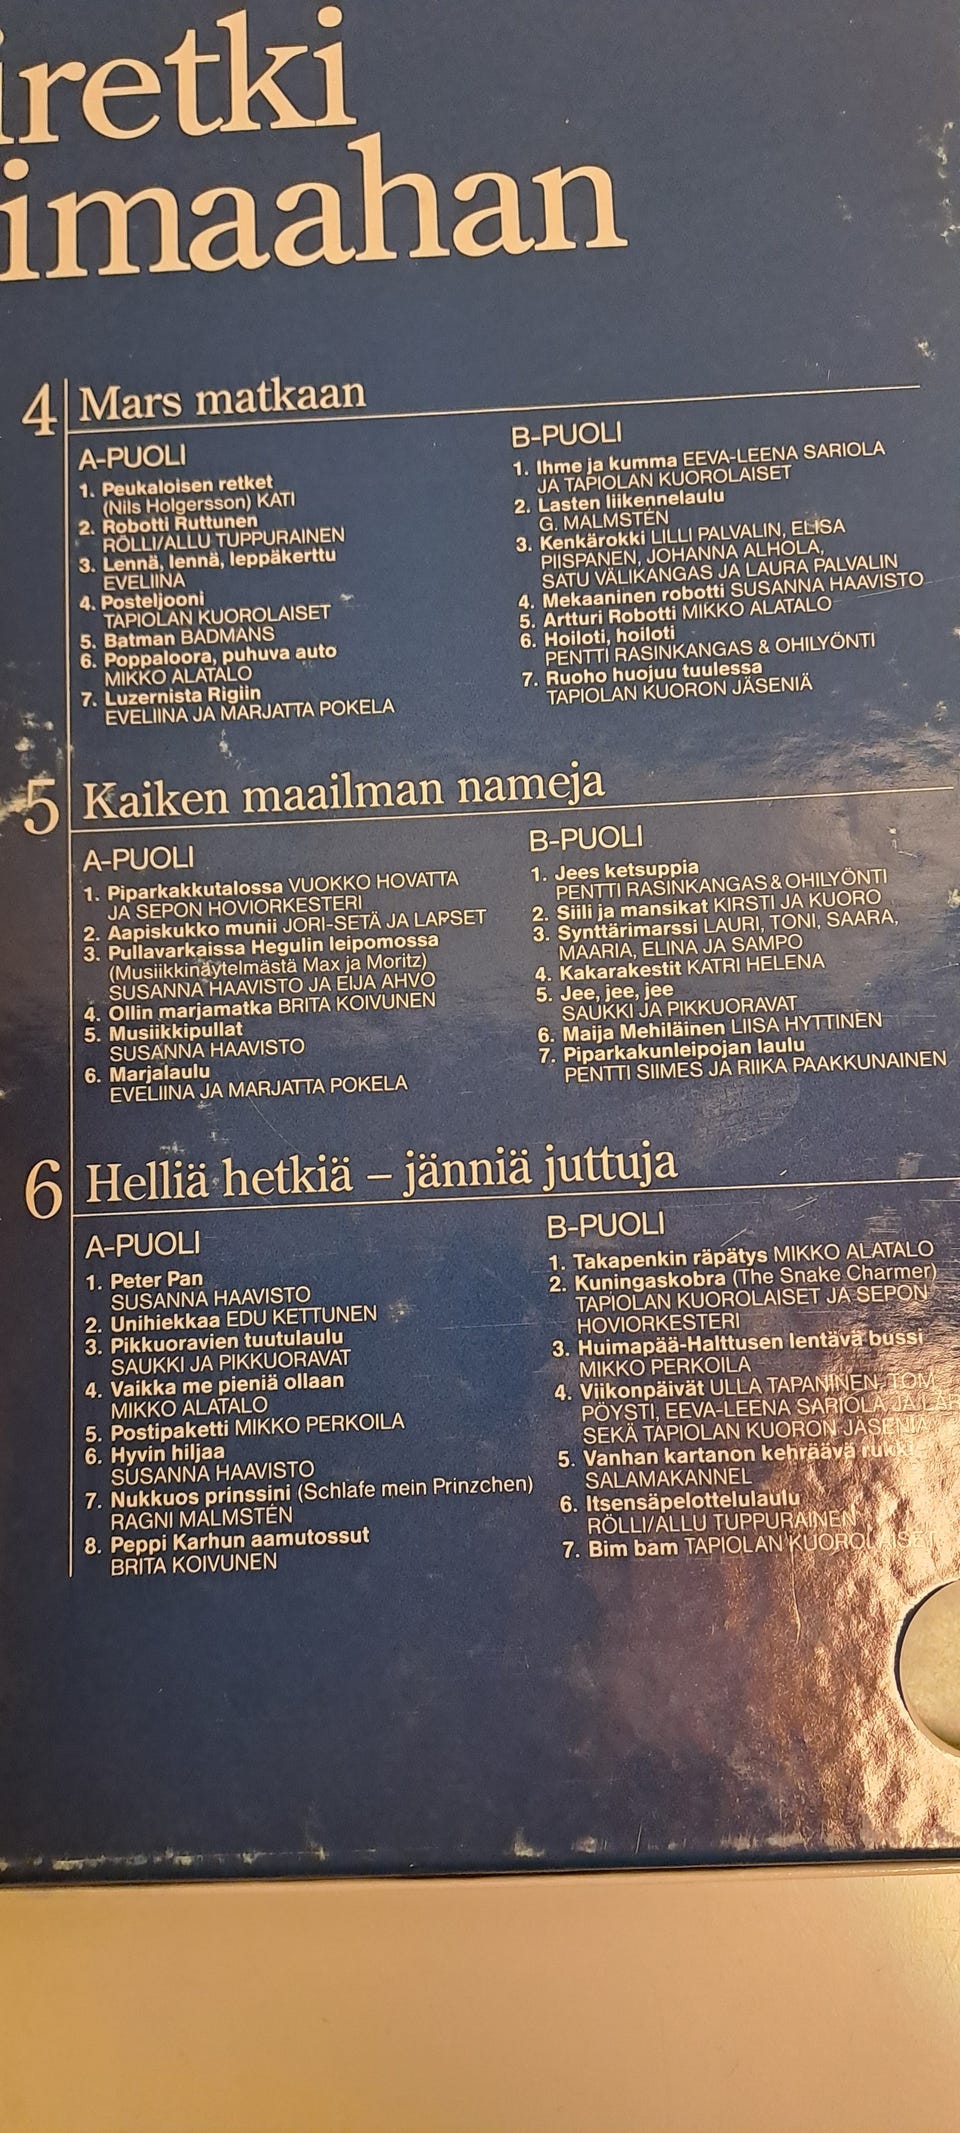 iretki
imaahan
4 Mars matkaan
A-PUOLI
1. Peukaloisen retket
(Nils Holgersson) KATI
2. Robotti Ruttunen
RÖLLI/ALLU TUPPURAINEN
3. Lennä, lennä, leppäkerttu
EVELIINA
4. Posteljooni
TAPIOLAN KUOROLAISET
5. Batman BADMANS
6. Poppaloora, puhuva auto
MIKKO ALATALO
7. Luzernista Rigiin
EVELIINA JA MARJATTA POKELA
B-PUOLI
1. Ihme ja kumma EEVA-LEENA SARIOLA
JA TAPIOLAN KUOROLAISET
2. Lasten liikennelaulu
G. MALMSTÉN
3. Kenkärokki LILLI PALVALIN, ELISA
PIISPANEN, JOHANNA ALHOLA,
SATU VÄLIKANGAS JA LAURA PALVALIN
4. Mekaaninen robotti SUSANNA HAAVISTO
5. Artturi Robotti MIKKO ALATALO
6. Hoiloti, hoiloti
PENTTI RASINKANGAS & OHILYÖNTI
7. Ruoho huojuu tuulessa
TAPIOLAN KUORON JÄSENIÄ
5 Kaiken maailman nameja
A-PUOLI
1. Piparkakkutalossa VUOKKO HOVATTA
JA SEPON HOVIORKESTERI
2. Aapiskukko munii JORI-SETÄ JA LAPSET
3. Pullavarkaissa Hegulin leipomossa
(Musiikkinäytelmästä Max ja Moritz)
SUSANNA HAAVISTO JA EIJA AHVO
4. Ollin marjamatka BRITA KOIVUNEN
5. Musiikkipullat
SUSANNA HAAVISTO
6. Marjalaulu
EVELIINA JA MARJATTA POKELA
B-PUOLI
1. Jees ketsuppia
PENTTI RASINKANGAS & OHILYÖNTI
2. Siili ja mansikat KIRSTI JA KUORO
3. Synttärimarssi LAURI, TONI, SAARA,
MAARIA, ELINA JA SAMPO
4. Kakarakestit KATRI HELENA
5. Jee, jee, jee
SAUKKI JA PIKKUORAVAT
6. Maija Mehiläinen LIISA HYTTINEN
7. Piparkakunleipojan laulu
PENTTI SIIMES JA RIIKA PAAKKUNAINEN
6 Helliä hetkiä – jänniä juttuja
A-PUOLI
1. Peter Pan
SUSANNA HAAVISTO
2. Unihiekkaa EDU KETTUNEN
3. Pikkuoravien tuutulaulu
SAUKKI JA PIKKUORAVAT
4. Vaikka me pieniä ollaan
MIKKO ALATALO
5. Postipaketti MIKKO PERKOILA
6. Hyvin hiljaa
SUSANNA HAAVISTO
7. Nukkuos prinssini (Schlafe mein Prinzchen)
RAGNI MALMSTÉN
8. Peppi Karhun aamutossut
BRITA KOIVUNEN
B-PUOLI
1. Takapenkin räpätys MIKKO ALATALO
2. Kuningaskobra (The Snake Charmer)
TAPIOLAN KUOROLAISET JA SEPON
HOVIORKESTERI
3. Huimapää-Halttusen lentävä bussi
MIKKO PERKOILA
4. Viikonpäivät ULLA TAPANINEN, TOM
PÖYSTI, EEVA-LEENA SARIOLA JA LAP
SEKÄ TAPIOLAN KUORON JÄSENIÄ
5. Vanhan kartanon kehräävä rukki
SALAMAKANNEL
6. Itsensäpelottelulaulu
RÖLLI/ALLU TUPPURAINEN
7. Bim bam TAPIOLAN KUOROLAISET